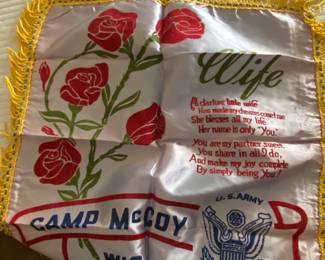 Wife
A darling little wife
Has made my dreams come true
She blesses all my life.
Her name is only "You".
You are my partner sweet,
You share in all I do,
And make my joy complete
By simply being You!
U.S. ARMY
CAMP McCOY
WIS